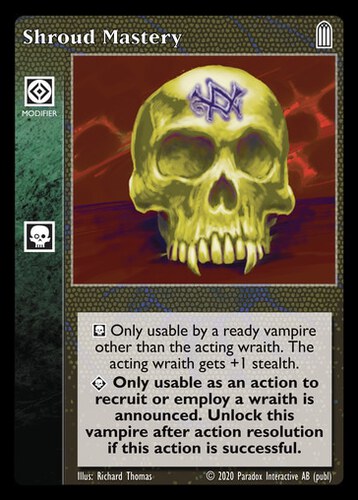 Shroud Mastery
MODIFIER
Only usable by a ready vampire
other than the acting wraith. The
acting wraith gets +1 stealth.
Only usable as an action to
recruit or employ a wraith is
announced. Unlock this
vampire after action resolution
if this action is successful.
Illus: Richard Thomas © 2020 Paradox Interactive AB (publ)